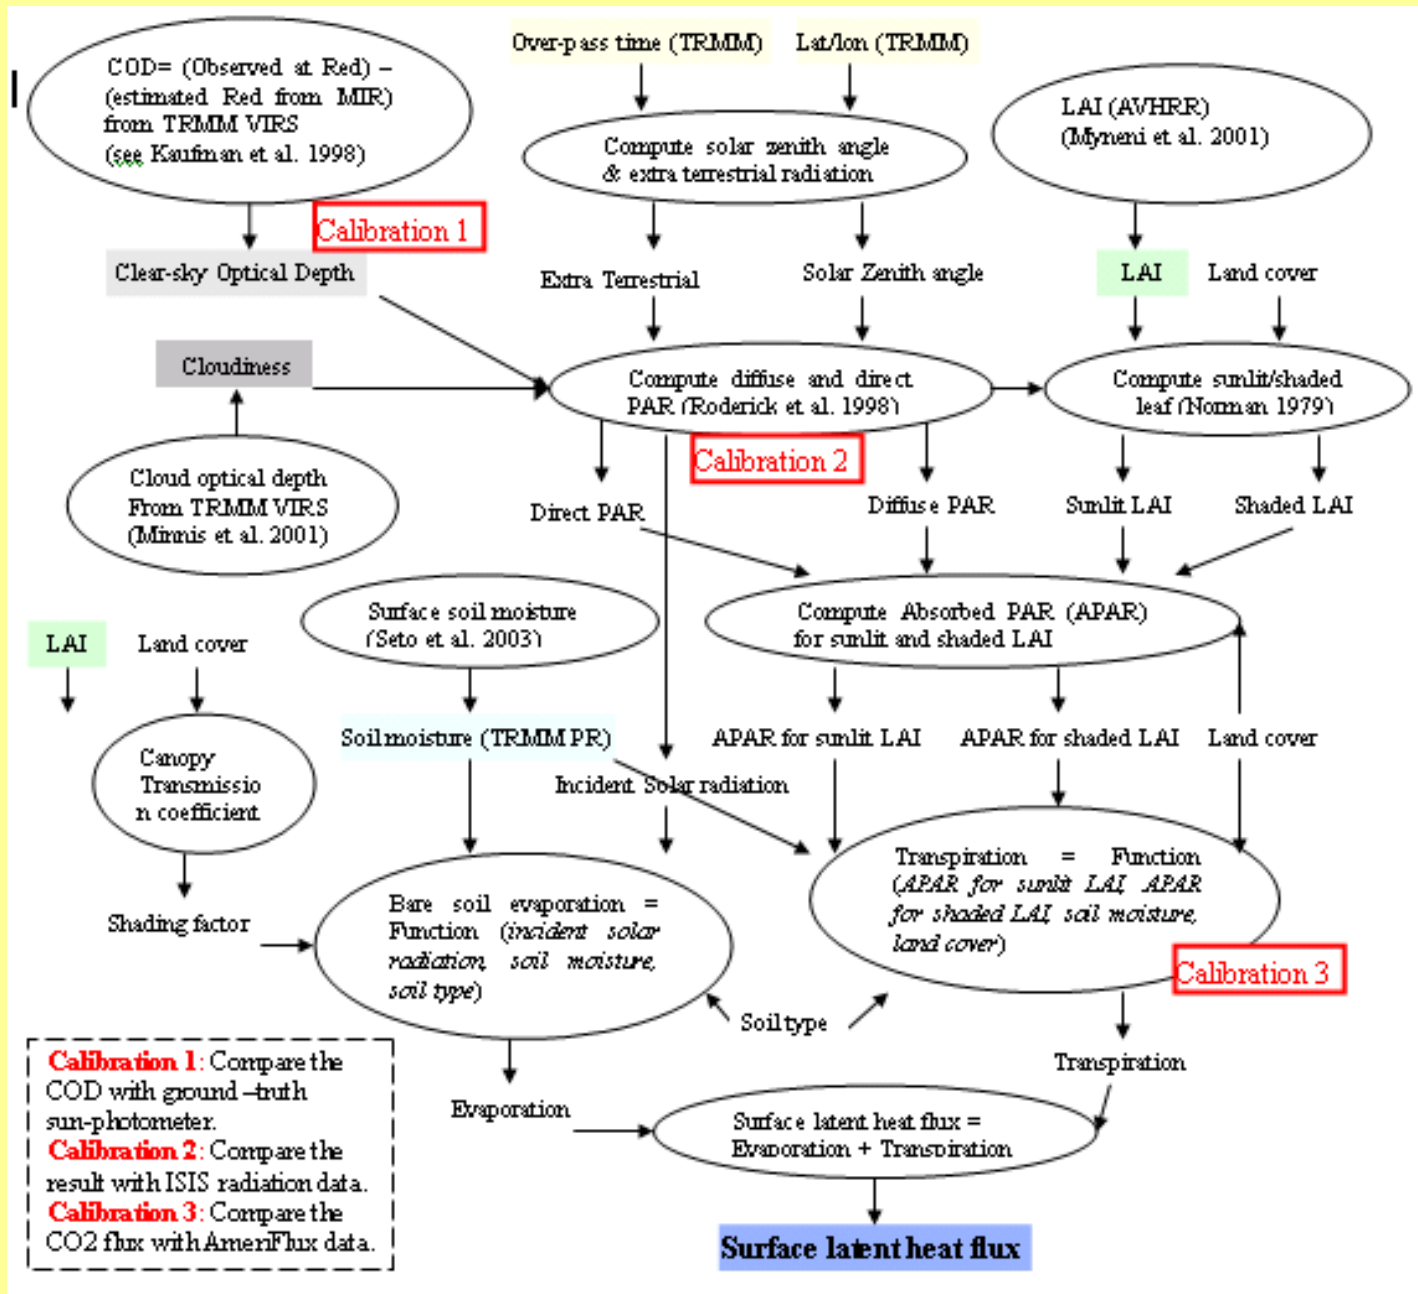 COD= (Observed at Red) –
(estimated Red from MIR)
from TRMM VIRS
(see Kaufman et al. 1998)
Over-pass time (TRMM)
Lat/lon (TRMM)
Compute solar zenith angle
& extra terrestrial radiation
LAI (AVHRR)
(Myneni et al. 2001)
Calibration 1
Clear-sky Optical Depth
Extra Terrestrial
Solar Zenith angle
LAI
Land cover
Cloudiness
Compute diffuse and direct
PAR (Roderick et al. 1998)
Compute sunlit/shaded
leaf (Norman 1979)
Calibration 2
Cloud optical depth
From TRMM VIRS
(Minnis et al. 2001)
Direct PAR
Diffuse PAR
Sunlit LAI
Shaded LAI
Surface soil moisture
(Seto et al. 2003)
Compute Absorbed PAR (APAR)
for sunlit and shaded LAI
LAI
Land cover
Soil moisture (TRMM PR)
APAR for sunlit LAI
APAR for shaded LAI
Land cover
Canopy
Transmissio
n coefficient
Incident Solar radiation
Shading factor
Bare soil evaporation =
Function (incident solar
radiation, soil moisture,
soil type)
Transpiration = Function
(APAR for sunlit LAI, APAR
for shaded LAI, soil moisture,
land cover)
Calibration 3
Soil type
Calibration 1: Compare the
COD with ground –truth
sun-photometer.
Calibration 2: Compare the
result with ISIS radiation data.
Calibration 3: Compare the
CO2 flux with AmeriFlux data.
Evaporation
Transpiration
Surface latent heat flux =
Evaporation + Transpiration
Surface latent heat flux